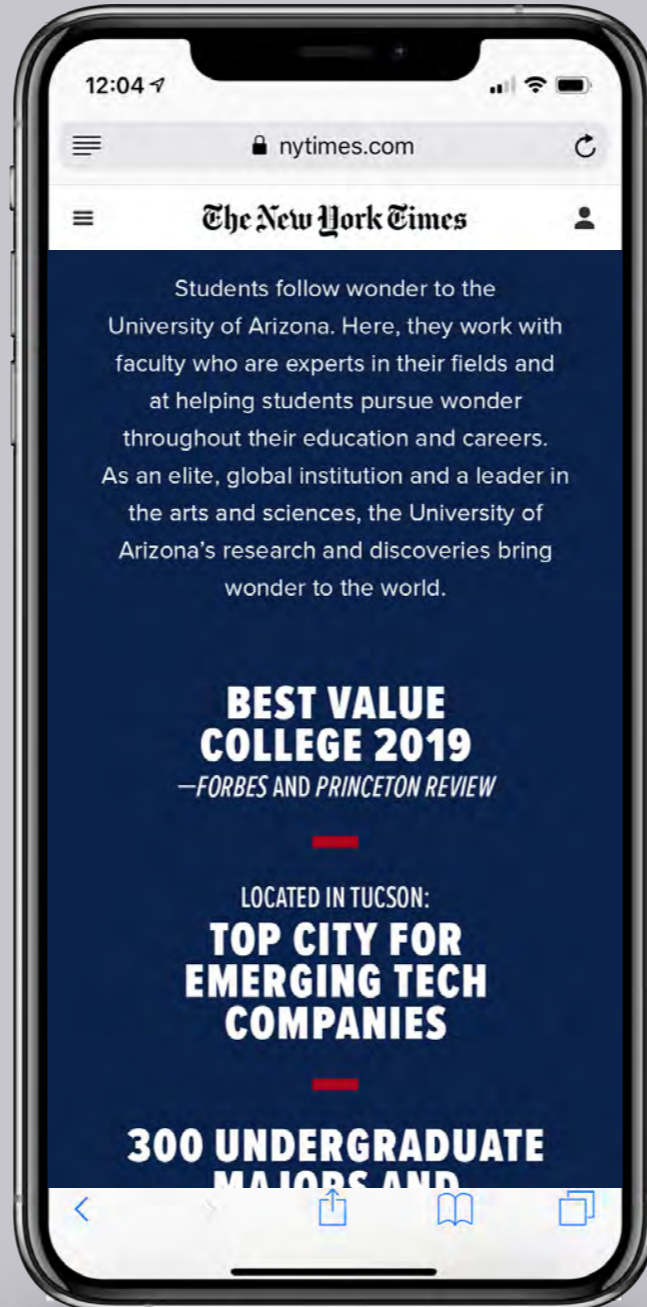 12:04
nytimes.com
The New York Times
Students follow wonder to the
University of Arizona. Here, they work with
faculty who are experts in their fields and
at helping students pursue wonder
throughout their education and careers.
As an elite, global institution and a leader in
the arts and sciences, the University of
Arizona’s research and discoveries bring
wonder to the world.
BEST VALUE
COLLEGE 2019
—FORBES AND PRINCETON REVIEW
LOCATED IN TUCSON:
TOP CITY FOR
EMERGING TECH
COMPANIES
300 UNDERGRADUATE
MAJORS AND